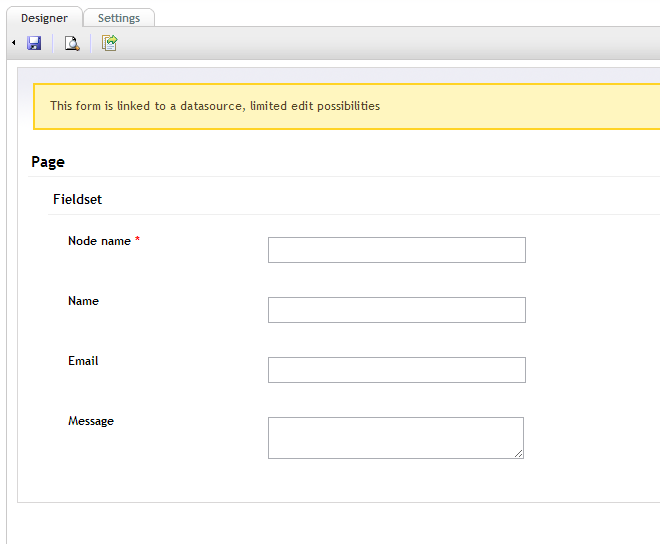 Designer
Settings
This form is linked to a datasource, limited edit possibilities
Page
Fieldset
Node name *
Name
Email
Message